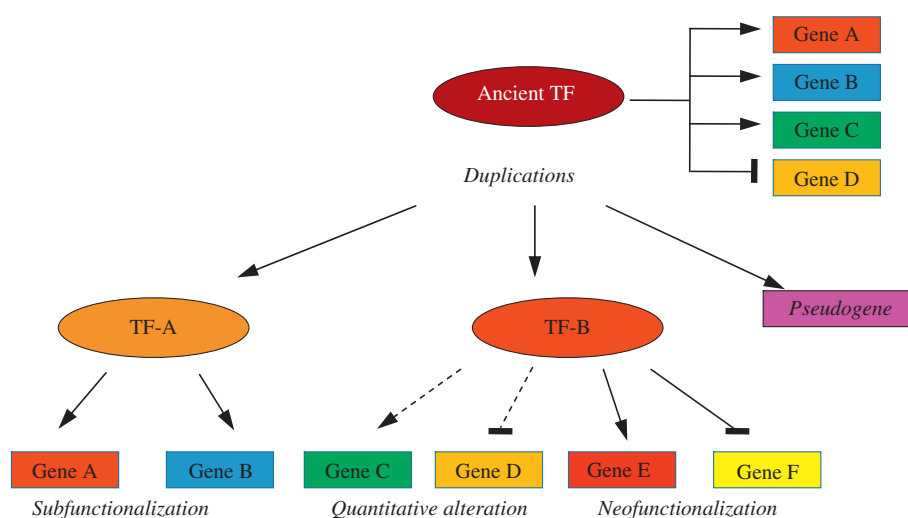 Gene A
Ancient TF
Gene B
Gene C
Duplications
Gene D
Pseudogene
TF-A
TF-B
Gene A
Gene B
Gene C
Gene D
Gene E
Gene F
Subfunctionalization
Quantitative alteration
Neofunctionalization